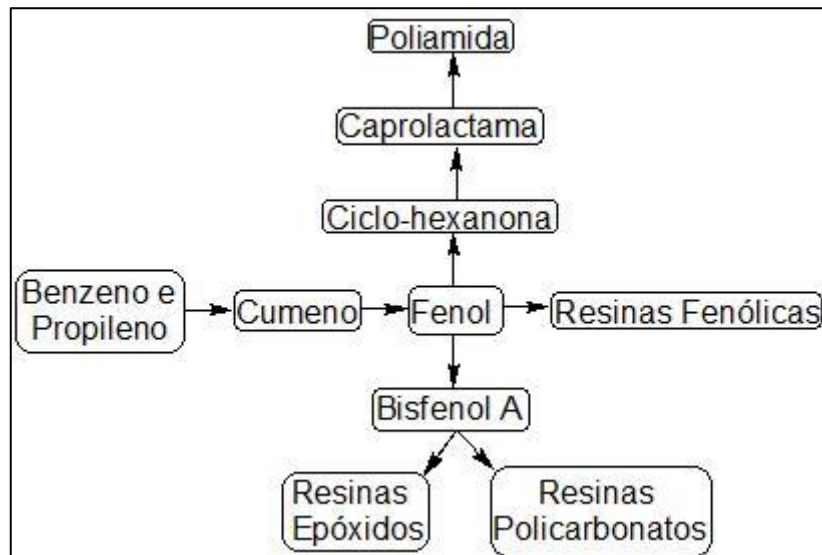 Poliamida
Caprolactama
Ciclo-hexanona
Benzeno e
Propileno
Cumeno
Fenol
Resinas Fenólicas
Bisfenol A
Resinas
Epóxidos
Resinas
Policarbonatos